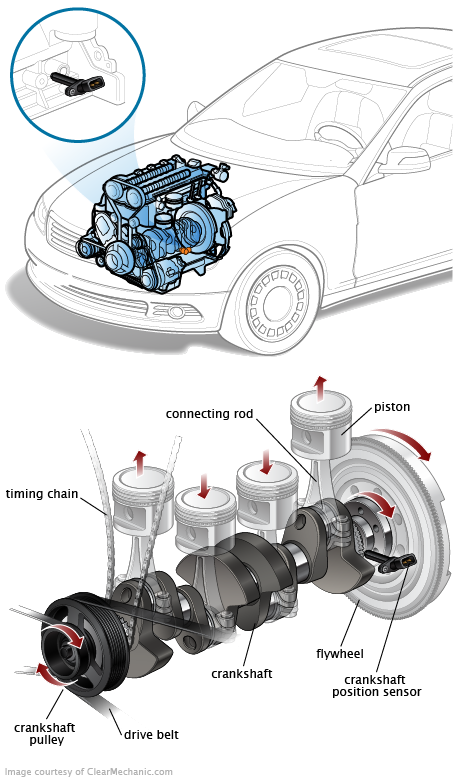 connecting rod
piston
timing chain
flywheel
crankshaft
crankshaft
position sensor
crankshaft
pulley
drive belt
Image courtesy of ClearMechanic.com